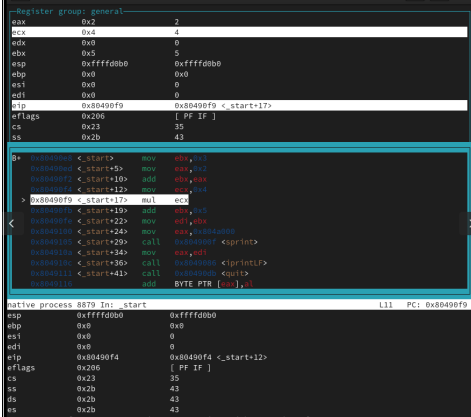 Register group: general
eax 0x2 2
ecx 0x4 4
edx 0x0 0
ebx 0x5 5
esp 0xffffd0b0 0xffffd0b0
ebp 0x0 0x0
esi 0x0 0
edi 0x0 0
eip 0x80490f9 0x80490f9 <_start+17>
eflags 0x206 [ PF IF ]
cs 0x23 35
ss 0x2b 43
B+ 0x80490e8 <_start> mov ebx,0x3
0x80490ed <_start+5> mov eax,0x2
0x80490f2 <_start+10> add ebx,eax
0x80490f4 <_start+12> mov ecx,0x4
> 0x80490f9 <_start+17> mul ecx
0x80490fb <_start+19> add ebx,0x5
0x80490fe <_start+22> mov edi,ebx
0x8049100 <_start+24> mov eax,0x804a000
0x8049105 <_start+29> call 0x804900f <sprint>
0x804910a <_start+34> mov eax,edi
0x804910c <_start+36> call 0x8049086 <iprintLF>
0x8049111 <_start+41> call 0x80490db <quit>
0x8049116 add BYTE PTR [eax],al
native process 8879 In: _start L11 PC: 0x80490f9
esp 0xffffd0b0 0xffffd0b0
ebp 0x0 0x0
esi 0x0 0
edi 0x0 0
eip 0x80490f4 0x80490f4 <_start+12>
eflags 0x206 [ PF IF ]
cs 0x23 35
ss 0x2b 43
ds 0x2b 43
es 0x2b 43